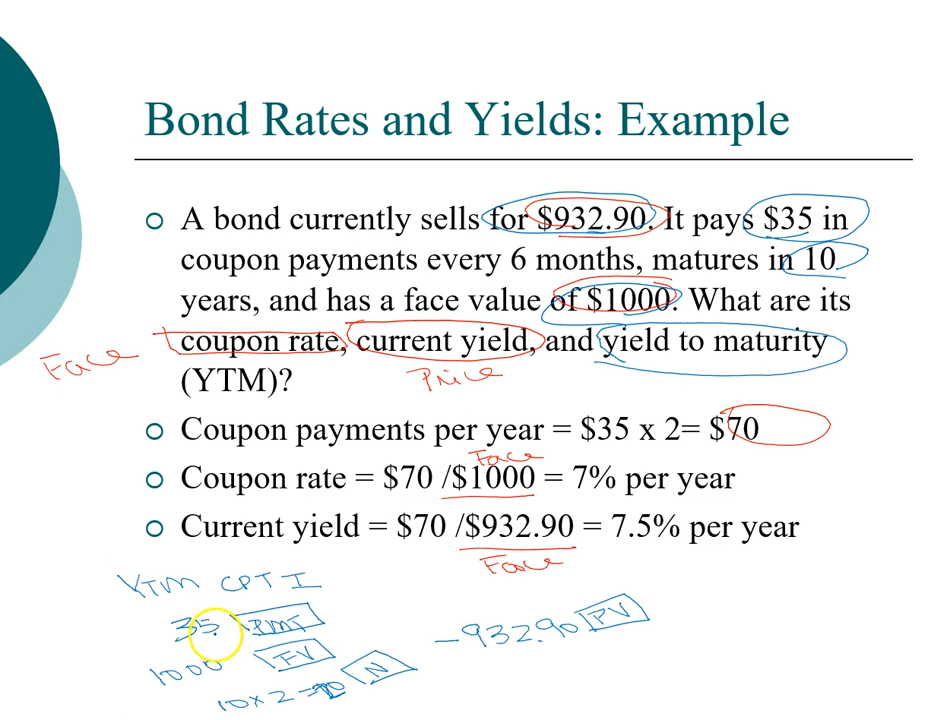 Bond Rates and Yields: Example
A bond currently sells for $932.90. It pays $35 in
coupon payments every 6 months, matures in 10
years, and has a face value of $1000. What are its
coupon rate, current yield, and yield to maturity
Face
Price
(YTM)?
Coupon payments per year = $35 x 2= $70
Face
Coupon rate = $70 /$1000 = 7% per year
Current yield = $70 /$932.90 = 7.5% per year
Face
YTM CPT I
35 PMT
-932.90 PV
1000 FV
10x2= N